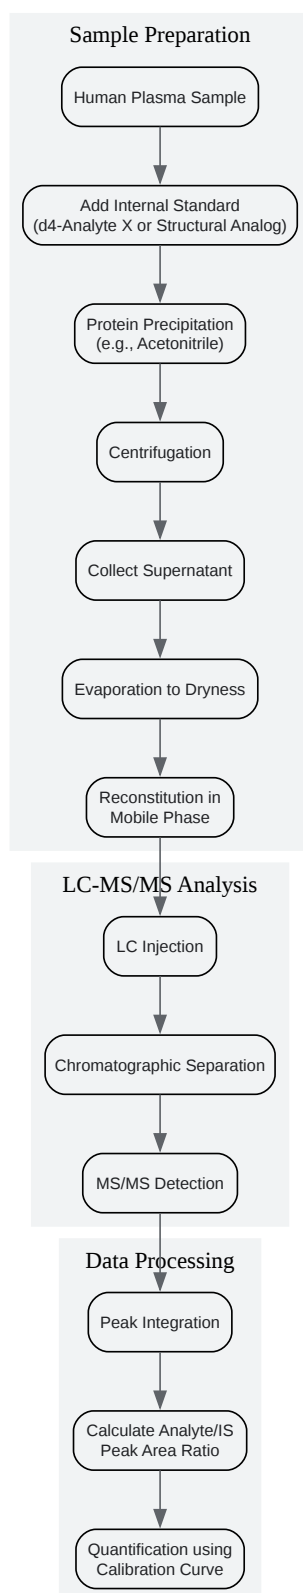 Sample Preparation
Human Plasma Sample
Add Internal Standard
(d4-Analyte X or Structural Analog)
Protein Precipitation
(e.g., Acetonitrile)
Centrifugation
Collect Supernatant
Evaporation to Dryness
Reconstitution in
Mobile Phase
LC-MS/MS Analysis
LC Injection
Chromatographic Separation
MS/MS Detection
Data Processing
Peak Integration
Calculate Analyte/IS
Peak Area Ratio
Quantification using
Calibration Curve